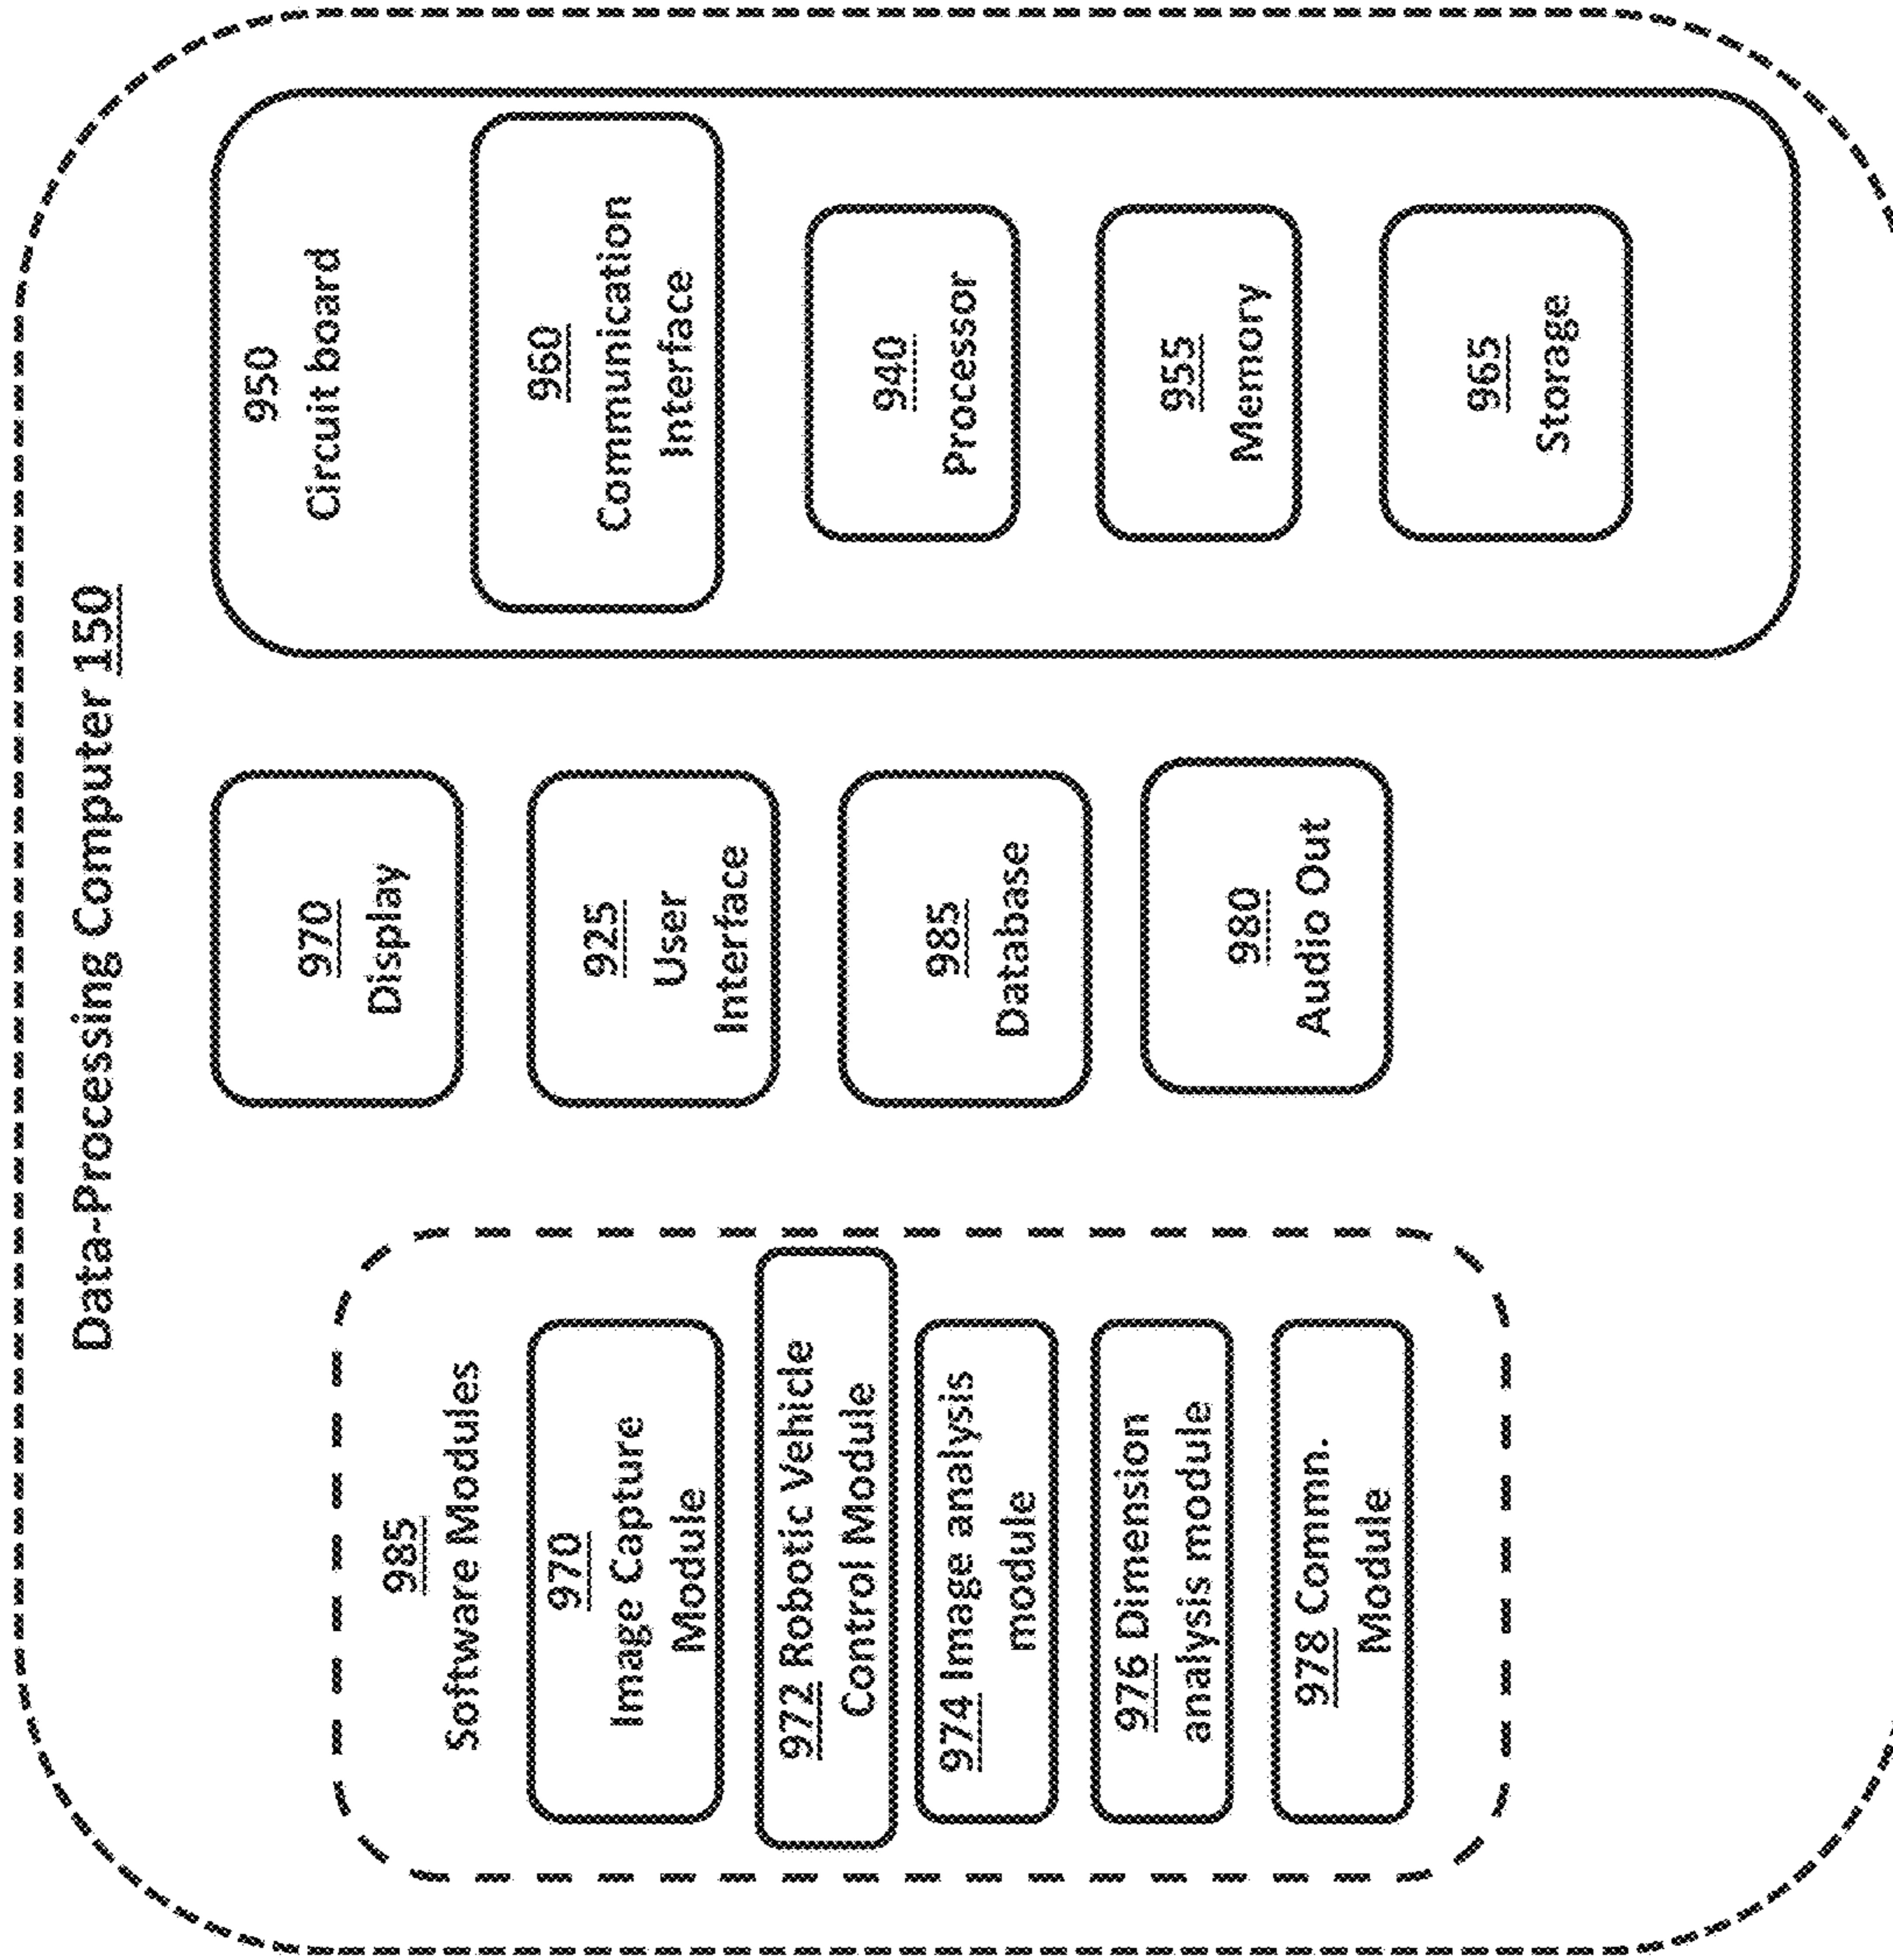 Data-Processing Computer 150
985
Software Modules
970
Image Capture
Module
972 Robotic Vehicle
Control Module
974 Image analysis
module
976 Dimension
analysis module
978 Commn.
Module
970
Display
925
User
Interface
985
Database
980
Audio Out
950
Circuit board
960
Communication
Interface
940
Processor
955
Memory
965
Storage